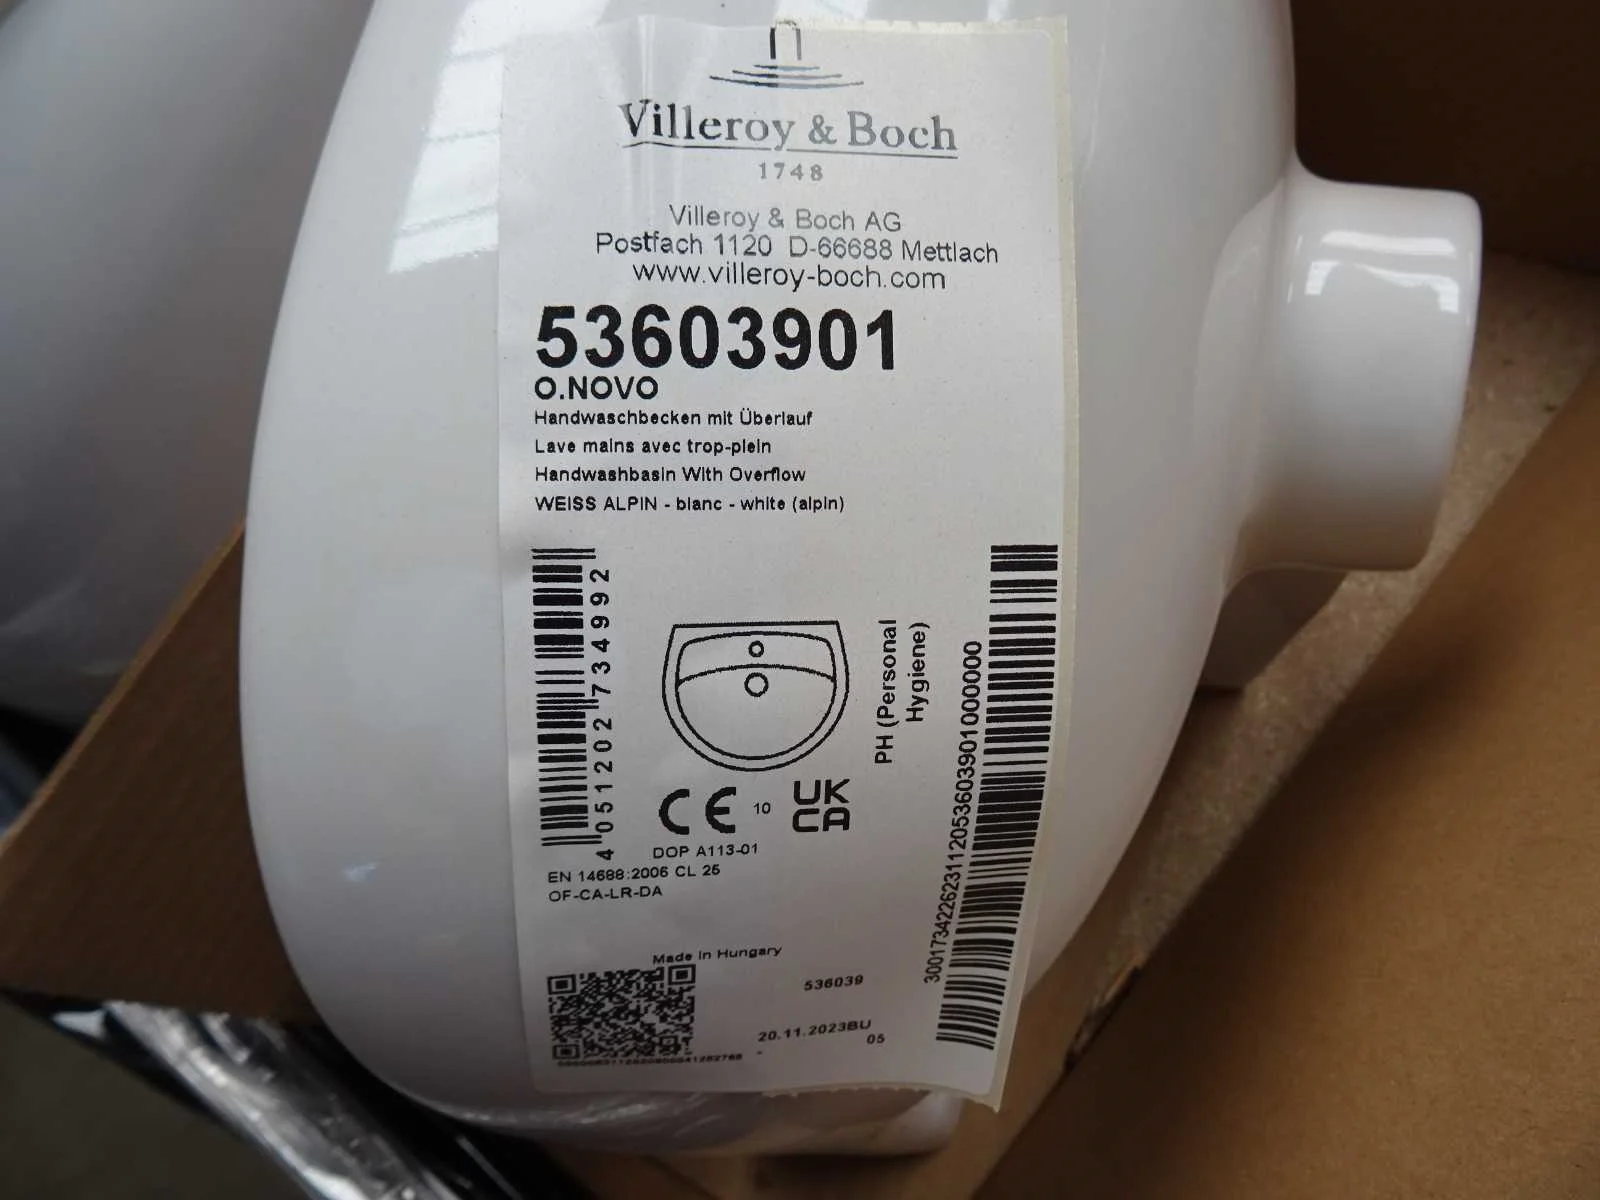 Villeroy & Boch
1748
Villeroy & Boch AG
Postfach 1120 D-66688 Mettlach
www.villeroy-boch.com
53603901
O.NOVO
Handwaschbecken mit Überlauf
Lave mains avec trop-plein
Handwashbasin With Overflow
WEISS ALPIN - blanc - white (alpin)
4 051202 734992
PH (Personal
Hygiene)
CE 10 UK
CA
DOP A113-01
EN 14688:2006 CL 25
OF-CA-LR-DA
30017342262311205360390100​0000
Made In Hungary
536039
20.11.2023BU
05
-